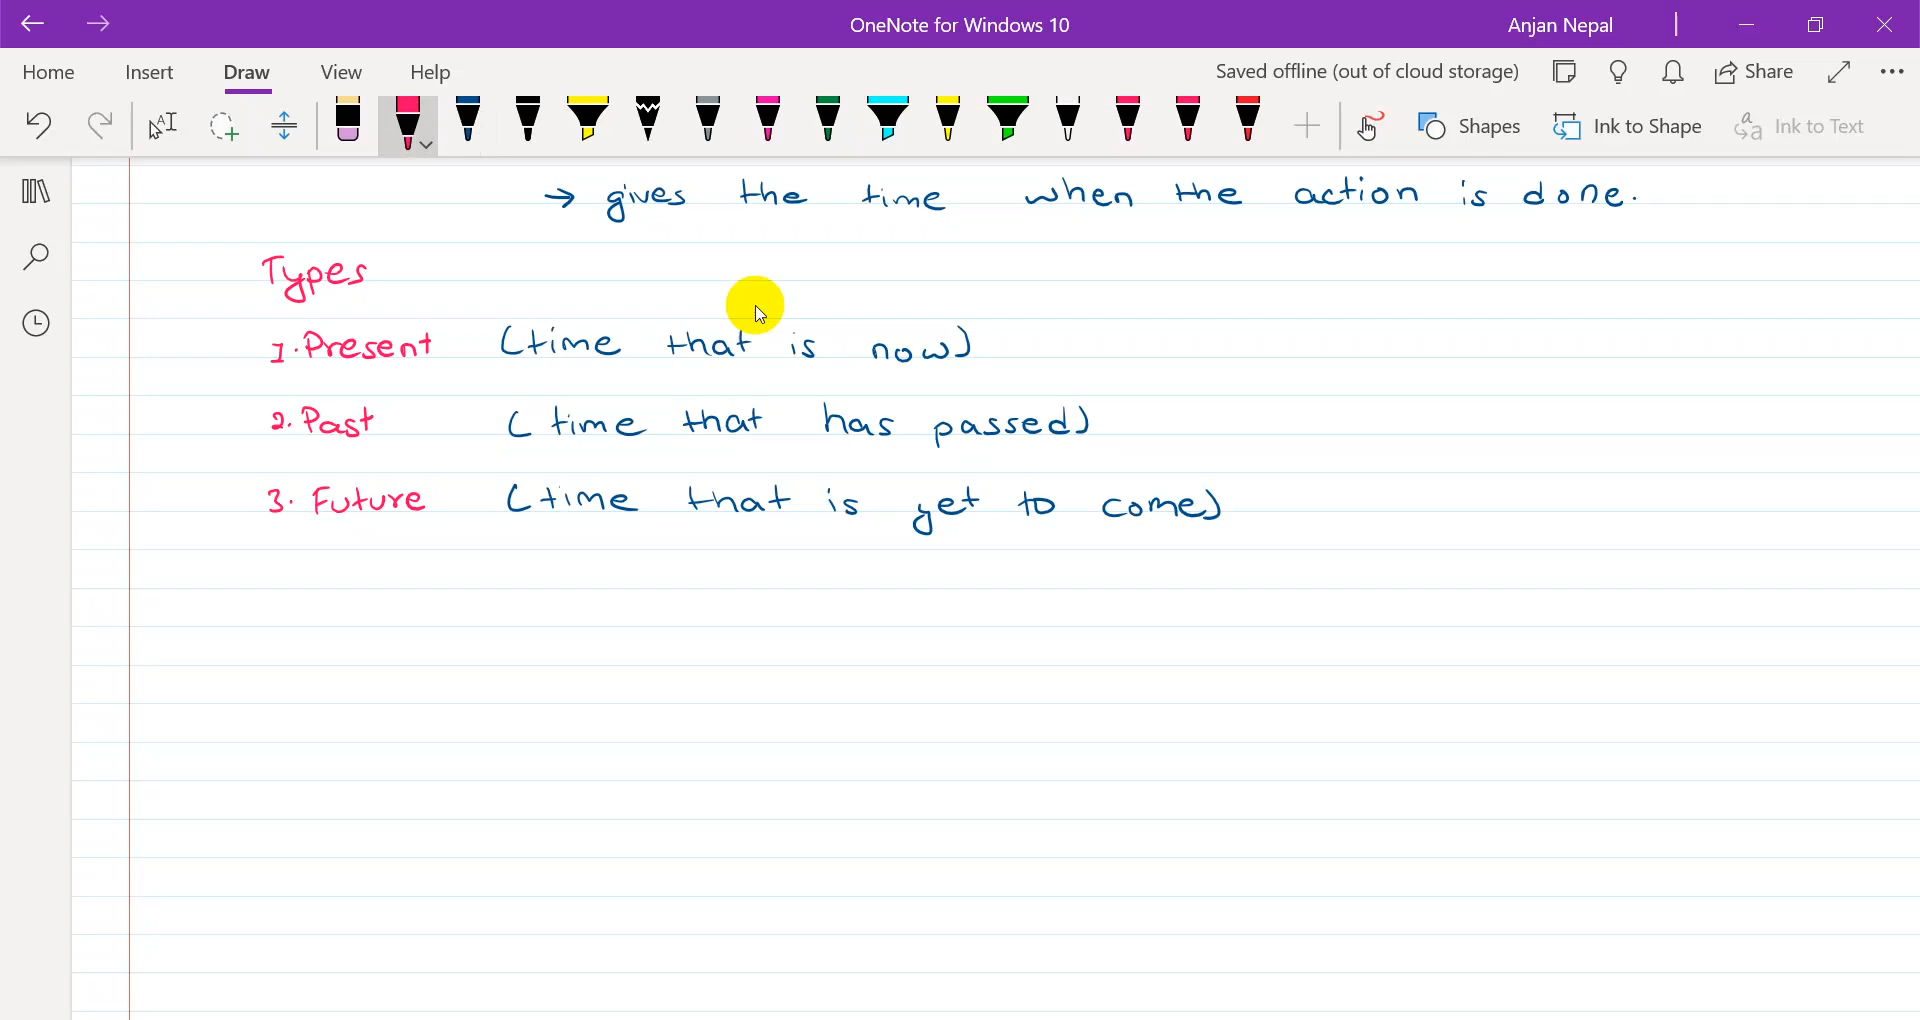 OneNote for Windows 10
Anjan Nepal
Home Insert Draw View Help
Saved offline (out of cloud storage)
Share
Shapes
Ink to Shape
Ink to Text
→ gives the time when the action is done.
Types
1. Present (time that is now)
2. Past (time that has passed)
3. Future (time that is yet to come)